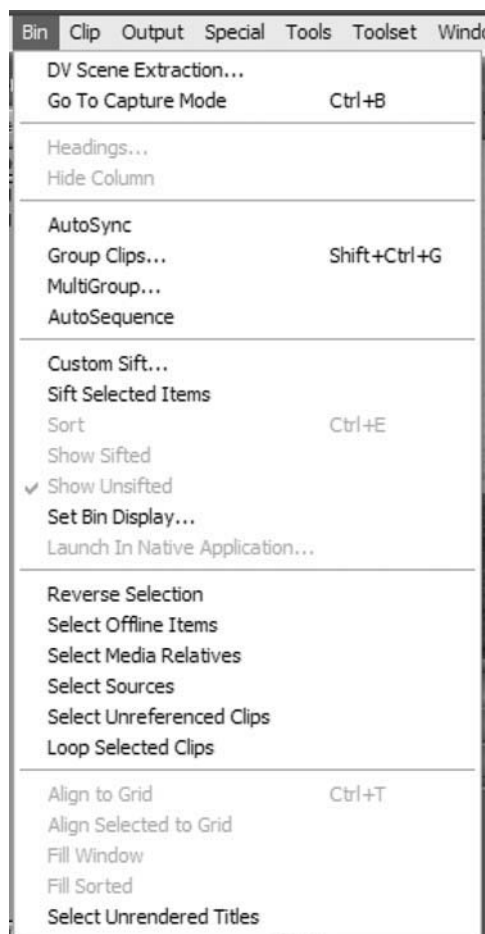 Bin Clip Output Special Tools Toolset
DV Scene Extraction...
Go To Capture Mode Ctrl+B
Headings...
Hide Column
AutoSync
Group Clips... Shift+Ctrl+G
MultiGroup...
AutoSequence
Custom Sift...
Sift Selected Items
Sort Ctrl+E
Show Sifted
Show Unsifted
Set Bin Display...
Launch In Native Application...
Reverse Selection
Select Offline Items
Select Media Relatives
Select Sources
Select Unreferenced Clips
Loop Selected Clips
Align to Grid Ctrl+T
Align Selected to Grid
Fill Window
Fill Sorted
Select Unrendered Titles